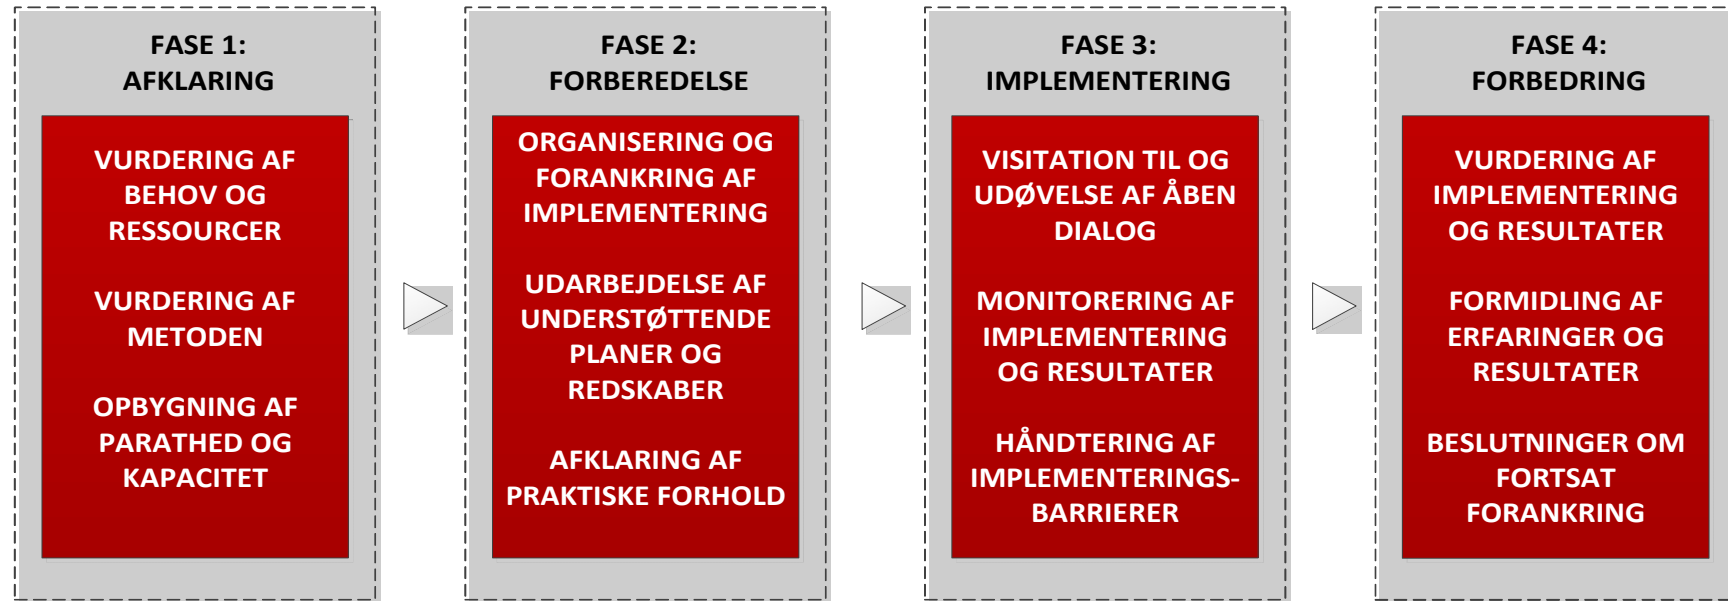 FASE 1:
AFKLARING
VURDERING AF
BEHOV OG
RESSOURCER
VURDERING AF
METODEN
OPBYGNING AF
PARATHED OG
KAPACITET
FASE 2:
FORBEREDELSE
ORGANISERING OG
FORANKRING AF
IMPLEMENTERING
UDARBEJDELSE AF
UNDERSTØTTENDE
PLANER OG
REDSKABER
AFKLARING AF
PRAKTISKE FORHOLD
FASE 3:
IMPLEMENTERING
VISITATION TIL OG
UDØVELSE AF ÅBEN
DIALOG
MONITORERING AF
IMPLEMENTERING
OG RESULTATER
HÅNDTERING AF
IMPLEMENTERINGS-
BARRIERER
FASE 4:
FORBEDRING
VURDERING AF
IMPLEMENTERING
OG RESULTATER
FORMIDLING AF
ERFARINGER OG
RESULTATER
BESLUTNINGER OM
FORTSAT
FORANKRING